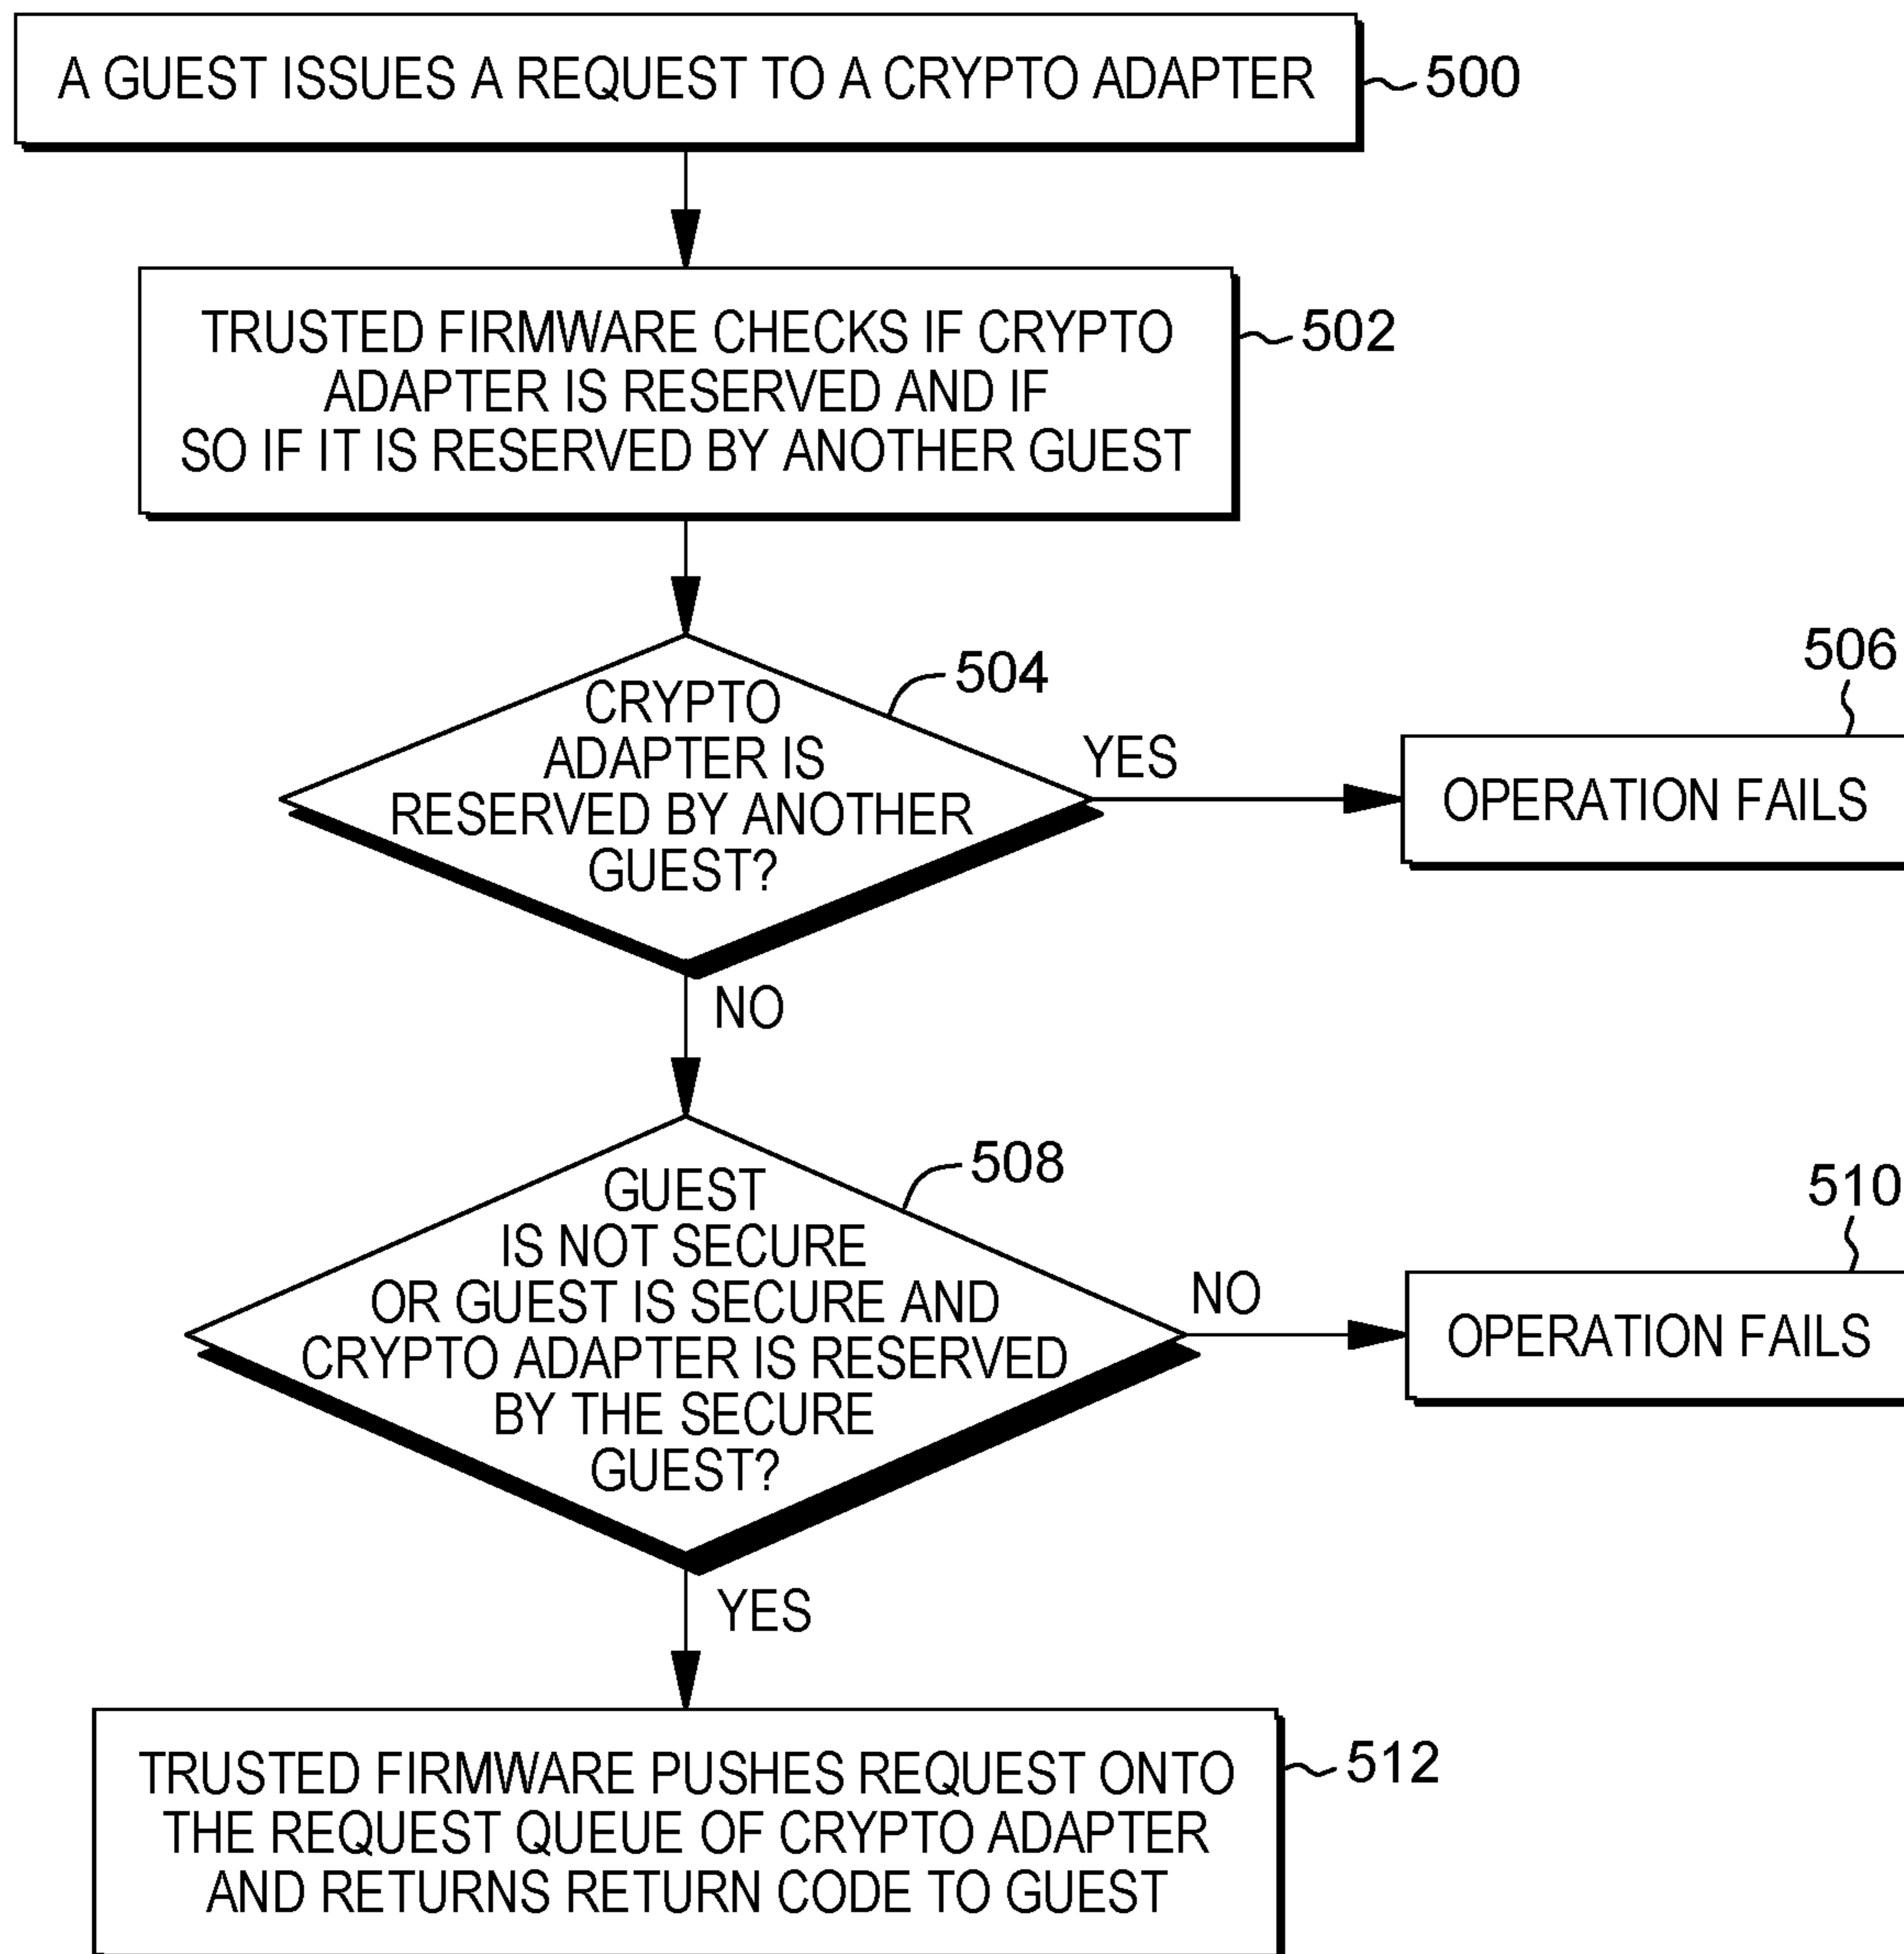 A GUEST ISSUES A REQUEST TO A CRYPTO ADAPTER
500
TRUSTED FIRMWARE CHECKS IF CRYPTO
ADAPTER IS RESERVED AND IF
SO IF IT IS RESERVED BY ANOTHER GUEST
502
CRYPTO
ADAPTER IS
RESERVED BY ANOTHER
GUEST?
504
YES
506
OPERATION FAILS
NO
GUEST
IS NOT SECURE
OR GUEST IS SECURE AND
CRYPTO ADAPTER IS RESERVED
BY THE SECURE
GUEST?
508
NO
510
OPERATION FAILS
YES
TRUSTED FIRMWARE PUSHES REQUEST ONTO
THE REQUEST QUEUE OF CRYPTO ADAPTER
AND RETURNS RETURN CODE TO GUEST
512